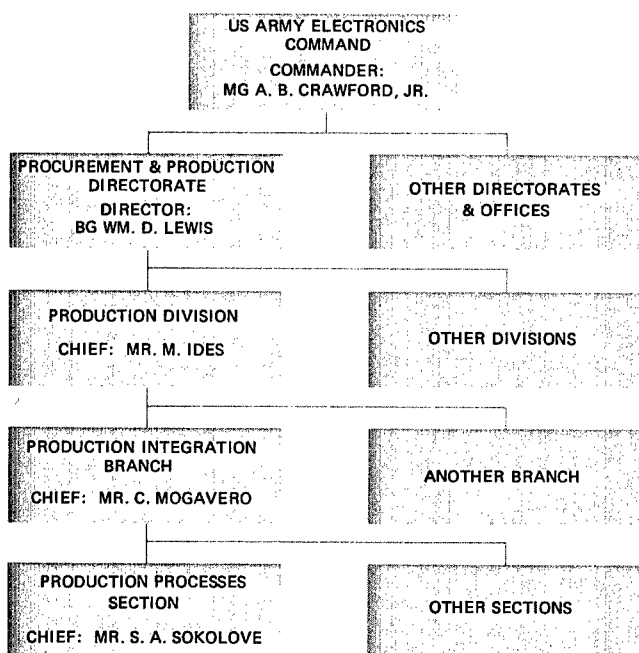 US ARMY ELECTRONICS
COMMAND
COMMANDER:
MG A. B. CRAWFORD, JR.
PROCUREMENT & PRODUCTION
DIRECTORATE
DIRECTOR:
BG WM. D. LEWIS
OTHER DIRECTORATES
& OFFICES
PRODUCTION DIVISION
CHIEF: MR. M. IDES
OTHER DIVISIONS
PRODUCTION INTEGRATION
BRANCH
CHIEF: MR. C. MOGAVERO
ANOTHER BRANCH
PRODUCTION PROCESSES
SECTION
CHIEF: MR. S. A. SOKOLOVE
OTHER SECTIONS